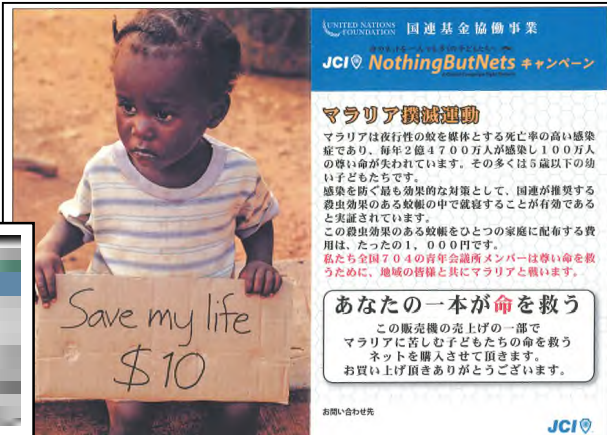 Save my life
$10
UNITED NATIONS
FOUNDATION
国連基金協働事業
JCI NothingButNets キャンペーン
マラリア撲滅運動
マラリアは夜行性の蚊を媒体とする死亡率の高い感染
症であり、毎年2億4700万人が感染し100万人
の尊い命が失われています。その多くは5歳以下の幼
い子どもたちです。
感染を防ぐ最も効果的な対策として、国連が推奨する
殺虫効果のある蚊帳の中で就寝することが有効である
と実証されています。
この殺虫効果のある蚊帳をひとつの家庭に配布する費
用は、たったの1，000円です。
私たち全国704の青年会議所メンバーは尊い命を救
うために、地域の皆様と共にマラリアと戦います。
あなたの一本が命を救う
この販売機の売上げの一部で
マラリアに苦しむ子どもたちの命を救う
ネットを購入させて頂きます。
お買い上げ頂きありがとうございます。
お問い合わせ先
JCI